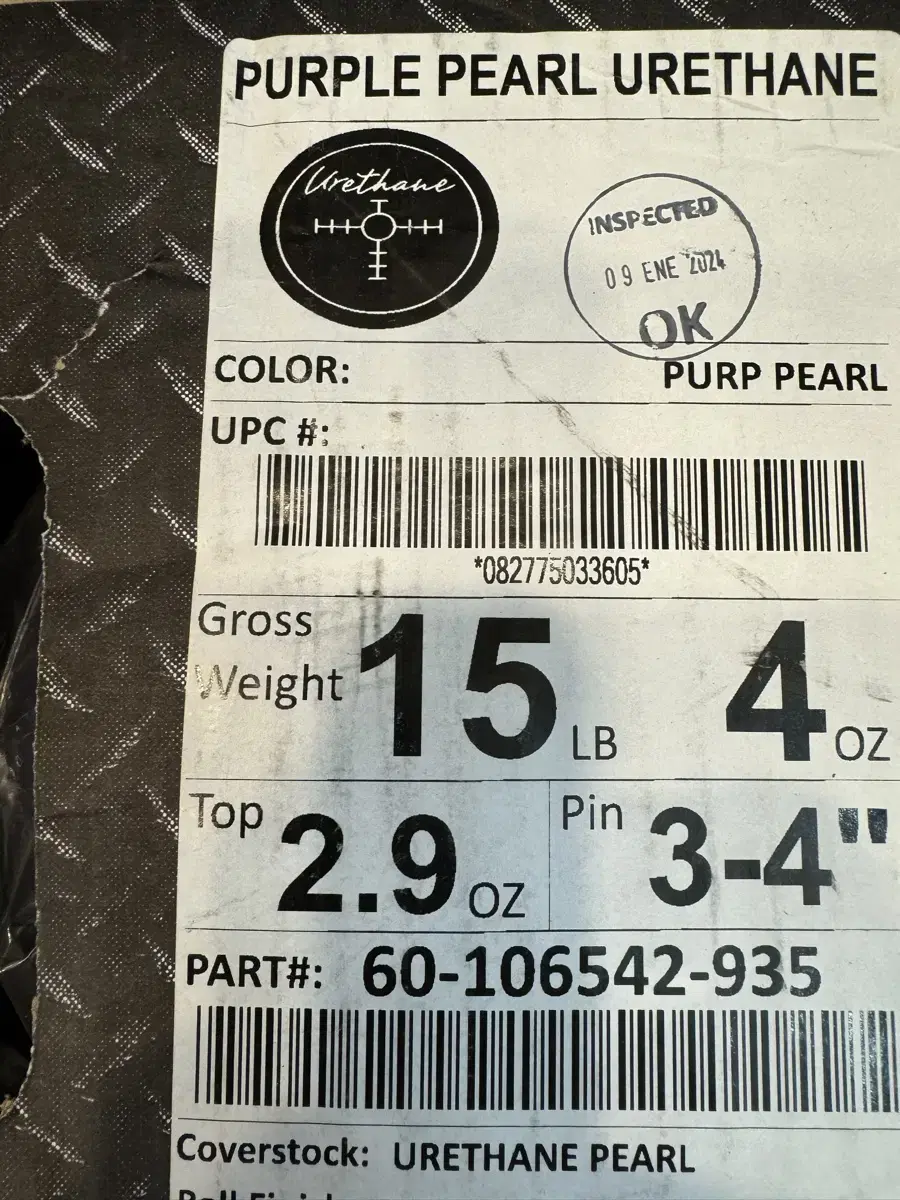 PURPLE PEARL URETHANE
Urethane
INSPECTED
09 ENE 2024
OK
COLOR: PURP PEARL
UPC #:
*082775033605*
Gross
Weight 15 LB 4 OZ
Top 2.9 OZ Pin 3-4"
PART#: 60-106542-935
Coverstock: URETHANE PEARL